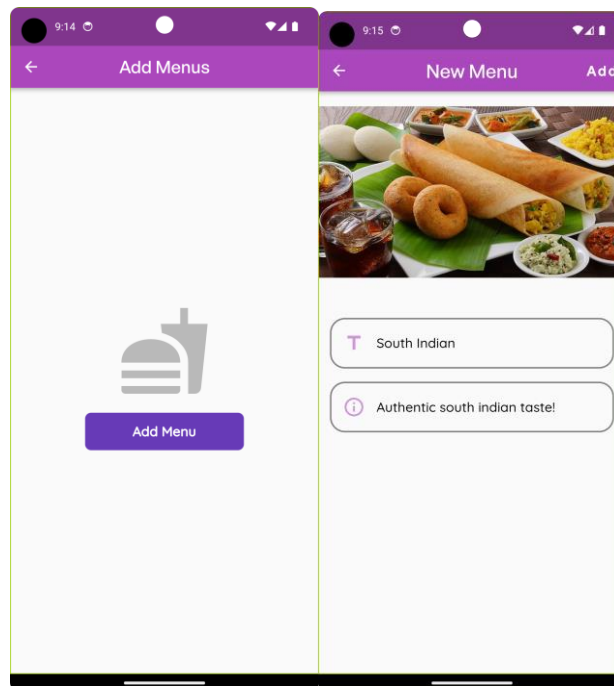 9:14
Add Menus
Add Menu
9:15
New Menu
Add
South Indian
Authentic south indian taste!